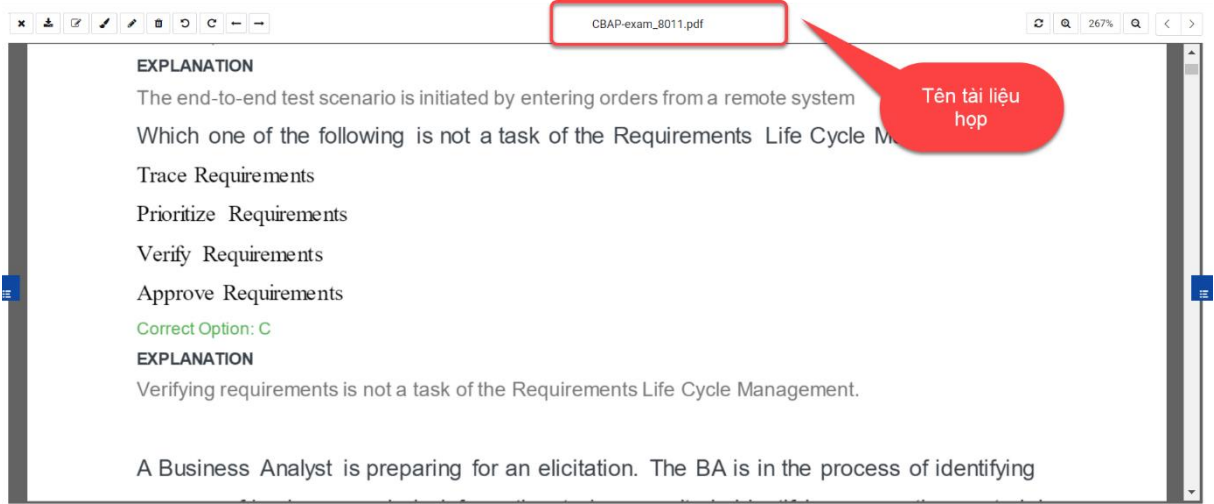 CBAP-exam_8011.pdf
267%
Tên tài liệu
họp
EXPLANATION
The end-to-end test scenario is initiated by entering orders from a remote system
Which one of the following is not a task of the Requirements Life Cycle
Trace Requirements
Prioritize Requirements
Verify Requirements
Approve Requirements
Correct Option: C
EXPLANATION
Verifying requirements is not a task of the Requirements Life Cycle Management.
A Business Analyst is preparing for an elicitation. The BA is in the process of identifying